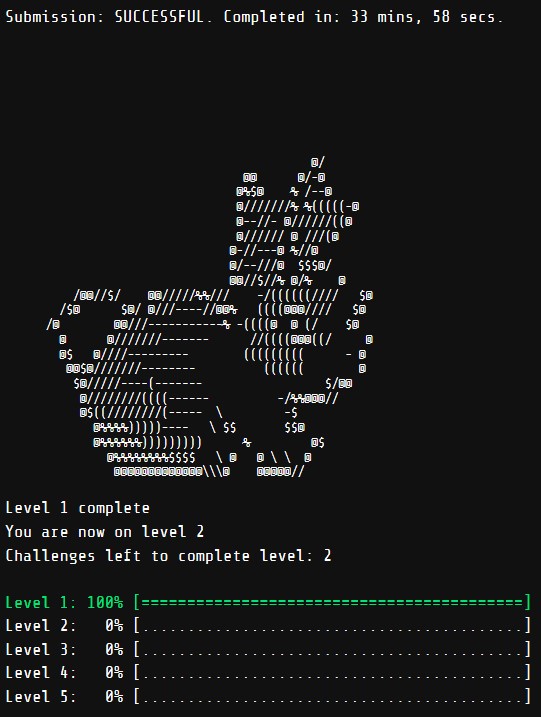 Submission: SUCCESSFUL. Completed in: 33 mins, 58 secs.
Level 1 complete
You are now on level 2
Challenges left to complete level: 2
Level 1: 100% [==========================================]
Level 2:   0% [..........................................]
Level 3:   0% [..........................................]
Level 4:   0% [..........................................]
Level 5:   0% [..........................................]